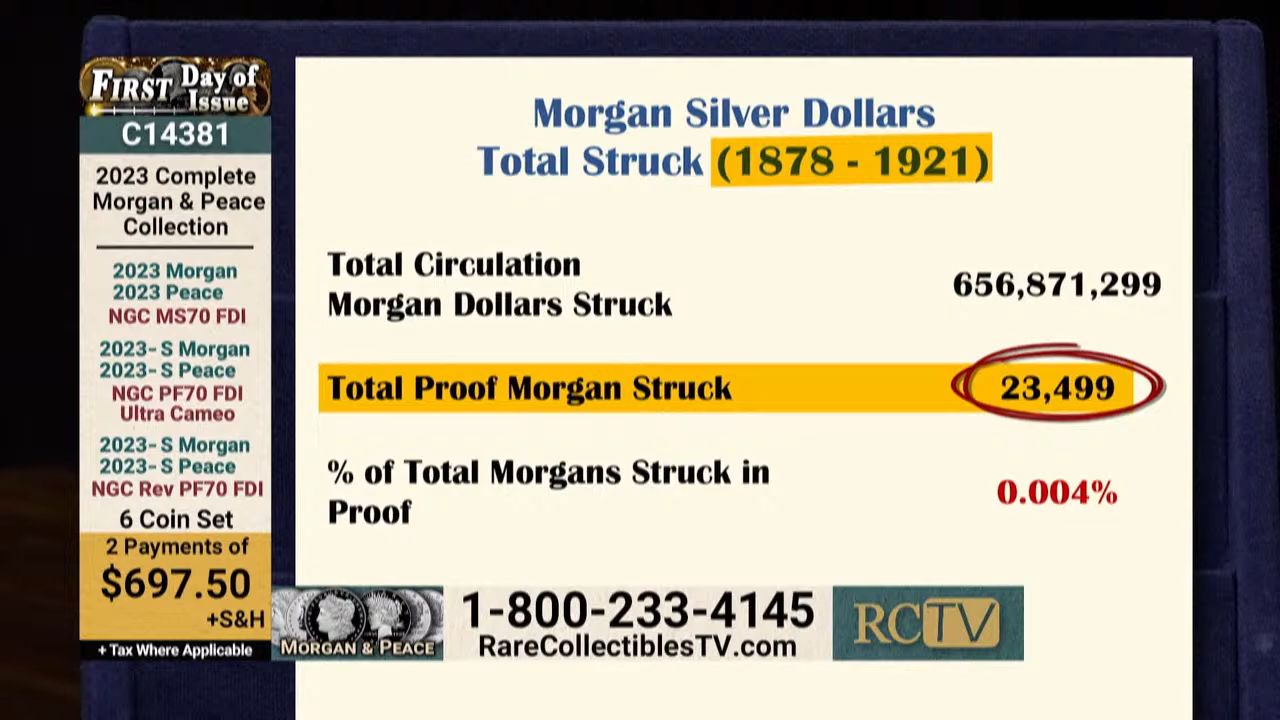 FIRST Day of Issue
C14381
2023 Complete
Morgan & Peace
Collection
2023 Morgan
2023 Peace
NGC MS70 FDI
2023-S Morgan
2023-S Peace
NGC PF70 FDI
Ultra Cameo
2023-S Morgan
2023-S Peace
NGC Rev PF70 FDI
6 Coin Set
2 Payments of
$697.50
+S&H
+ Tax Where Applicable
Morgan Silver Dollars
Total Struck (1878 - 1921)
Total Circulation
Morgan Dollars Struck
656,871,299
Total Proof Morgan Struck
23,499
% of Total Morgans Struck in
Proof
0.004%
MORGAN & PEACE
1-800-233-4145
RareCollectiblesTV.com
RCTV